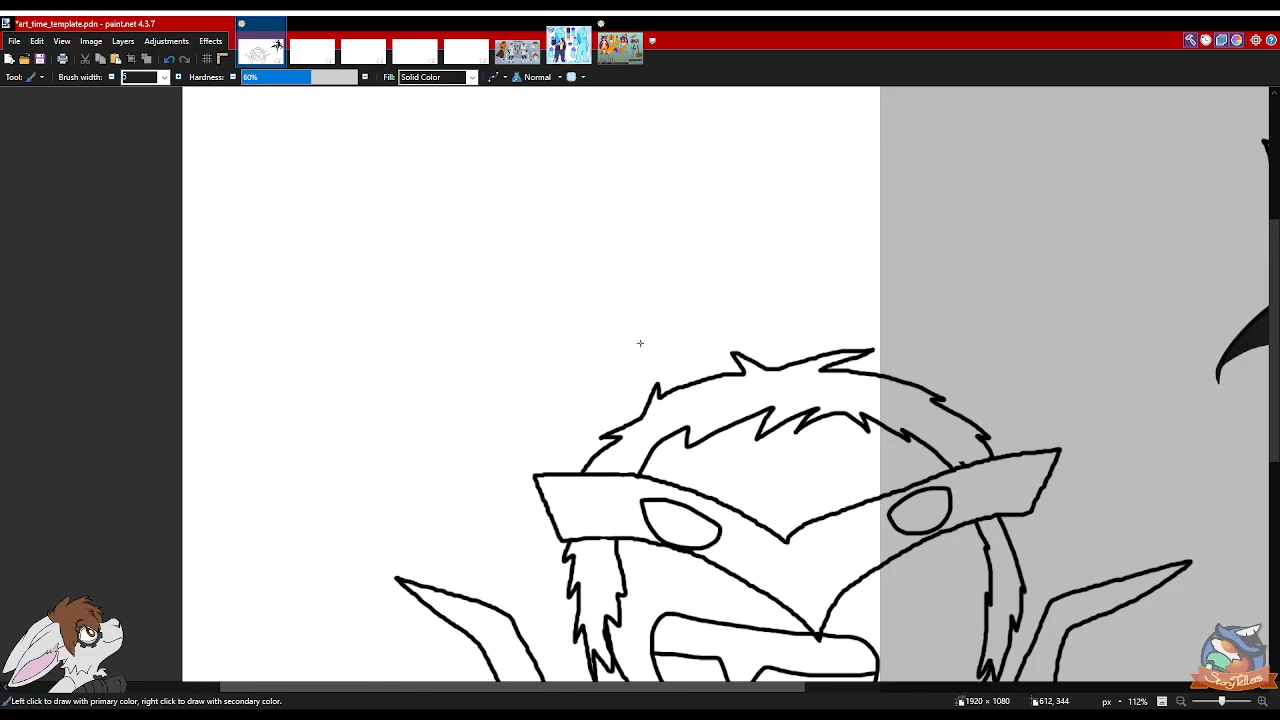 *art_time_template.pdn - paint.net 4.3.7
File Edit View Image Layers Adjustments Effects
Tool: Brush width: 5 Hardness: 60% Fill: Solid Color Normal
StoryTellers
Left click to draw with primary color, right click to draw with secondary color.
1920 × 1080 612, 344 px 112%